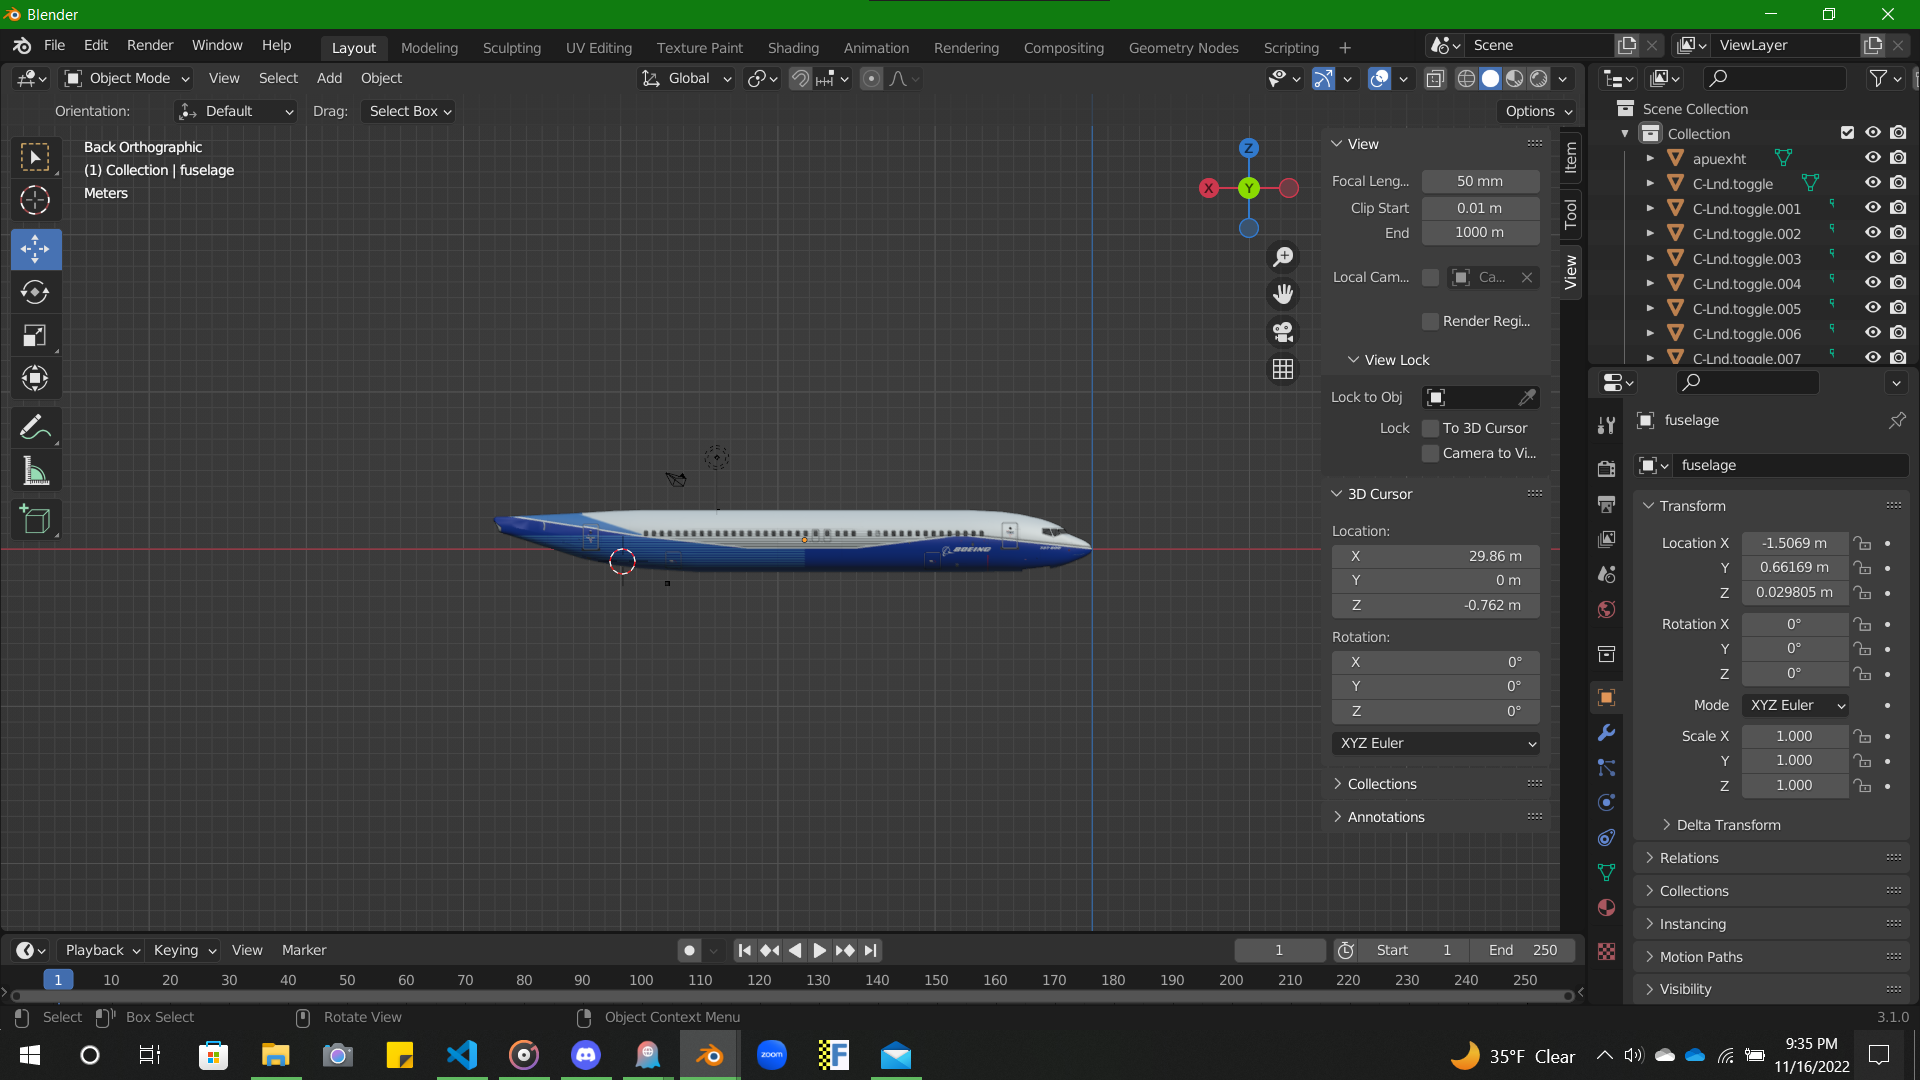 Blender
File Edit Render Window Help
Layout Modeling Sculpting UV Editing Texture Paint Shading Animation Rendering Compositing Geometry Nodes Scripting
Scene
ViewLayer
Object Mode View Select Add Object
Global
Orientation: Default Drag: Select Box
Options
Back Orthographic
(1) Collection | fuselage
Meters
Z
X
Y
BOEING
View
Focal Leng... 50 mm
Clip Start 0.01 m
End 1000 m
Local Cam... Ca...
Render Regi...
View Lock
Lock to Obj
Lock To 3D Cursor
Camera to Vi...
3D Cursor
Location:
X 29.86 m
Y 0 m
Z -0.762 m
Rotation:
X 0°
Y 0°
Z 0°
XYZ Euler
Collections
Annotations
Item
Tool
View
Scene Collection
Collection
apuexht
C-Lnd.toggle
C-Lnd.toggle.001
C-Lnd.toggle.002
C-Lnd.toggle.003
C-Lnd.toggle.004
C-Lnd.toggle.005
C-Lnd.toggle.006
C-Lnd.toggle.007
fuselage
fuselage
Transform
Location X -1.5069 m
Y 0.66169 m
Z 0.029805 m
Rotation X 0°
Y 0°
Z 0°
Mode XYZ Euler
Scale X 1.000
Y 1.000
Z 1.000
Delta Transform
Relations
Collections
Instancing
Motion Paths
Visibility
Playback Keying View Marker
1
Start 1
End 250
1 10 20 30 40 50 60 70 80 90 100 110 120 130 140 150 160 170 180 190 200 210 220 230 240 250
Select Box Select Rotate View Object Context Menu
3.1.0
zoom
F
35°F Clear
9:35 PM
11/16/2022